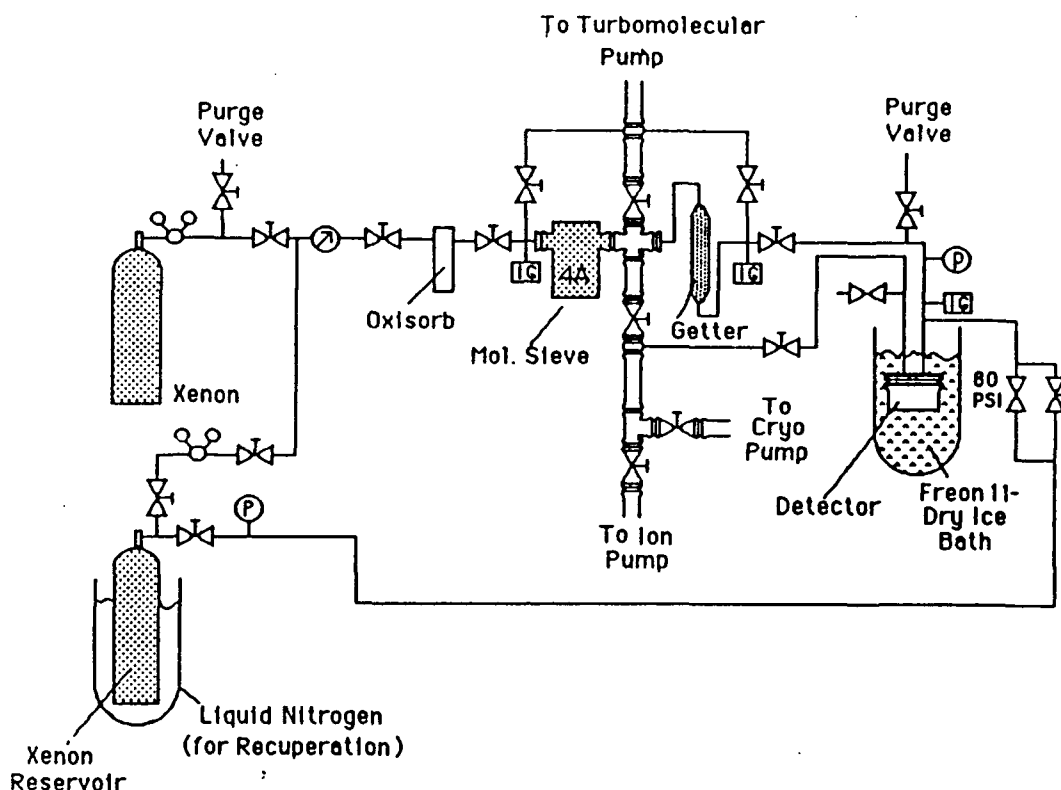 To Turbomolecular
Pump
Purge
Valve
Purge
Valve
P
IG
4A
IG
IG
Oxisorb
Getter
Mol. Sieve
Xenon
80
PSI
To
Cryo
Pump
Detector
Freon 11-
Dry Ice
Bath
P
To Ion
Pump
Liquid Nitrogen
(for Recuperation)
Xenon
Reservoir